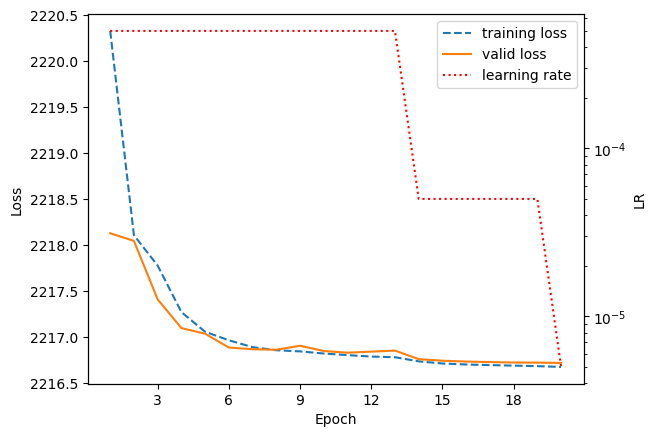 2220.5
2220.0
2219.5
2219.0
2218.5
2218.0
2217.5
2217.0
2216.5
Loss
3
6
9
12
15
18
Epoch
10⁻⁴
10⁻⁵
LR
training loss
valid loss
learning rate